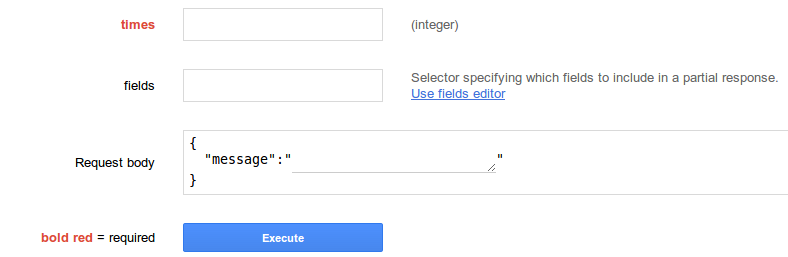 times (integer)
fields Selector specifying which fields to include in a partial response.
Use fields editor
{
Request body "message":" "
}
bold red = required Execute